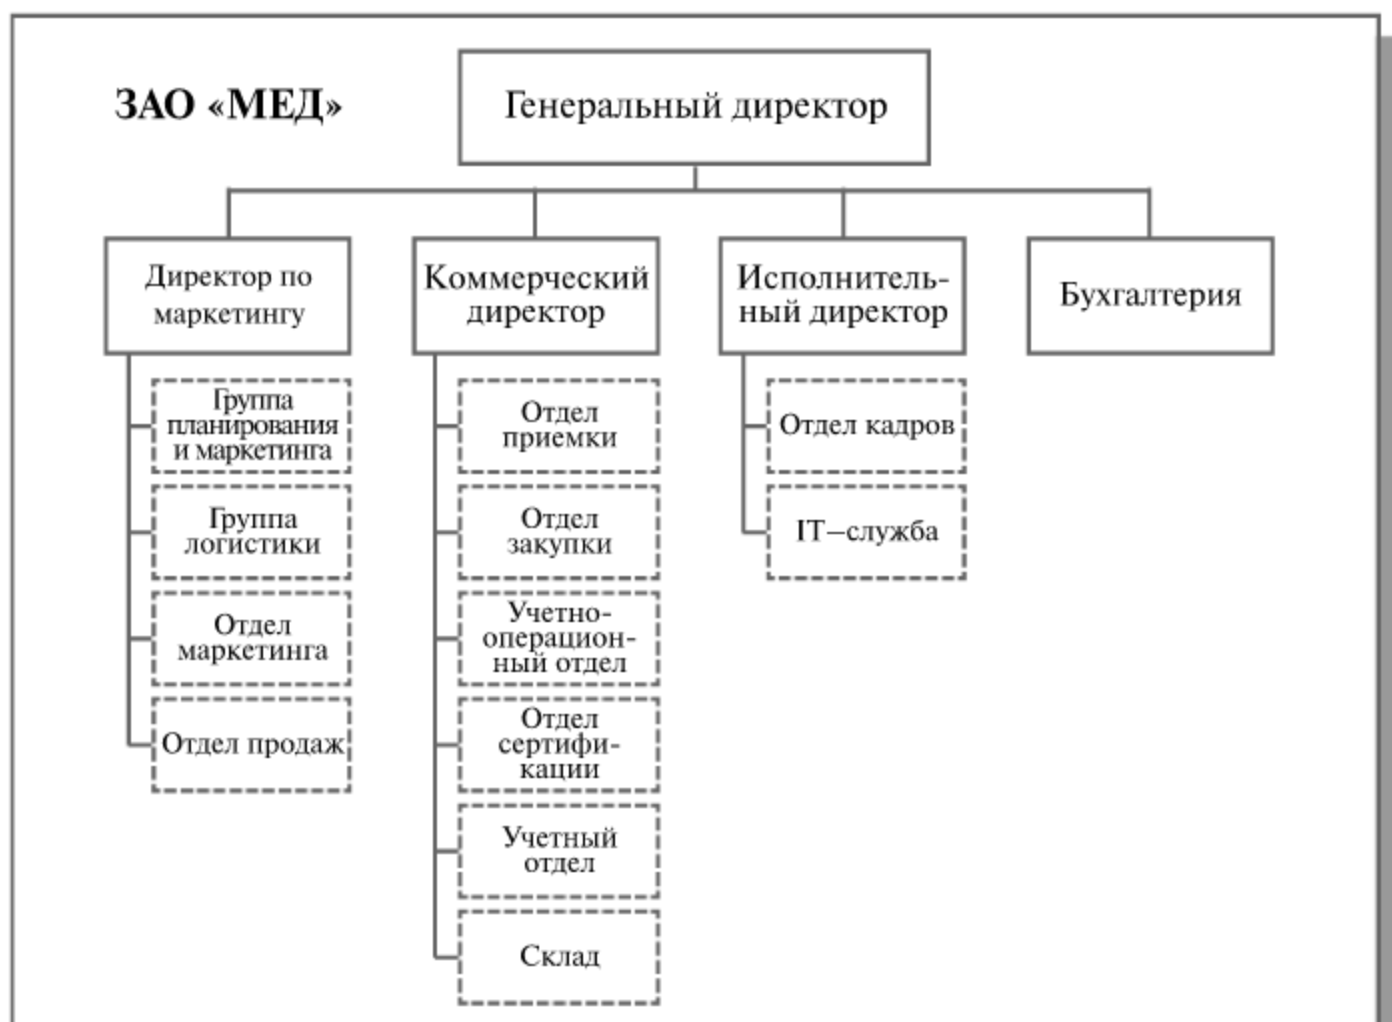 ЗАО «МЕД»
Генеральный директор
Директор по
маркетингу
Коммерческий
директор
Исполнитель-
ный директор
Бухгалтерия
Группа
планирования
и маркетинга
Группа
логистики
Отдел
маркетинга
Отдел продаж
Отдел
приемки
Отдел
закупки
Учетно-
операцион-
ный отдел
Отдел
сертифи-
кации
Учетный
отдел
Склад
Отдел кадров
IT–служба